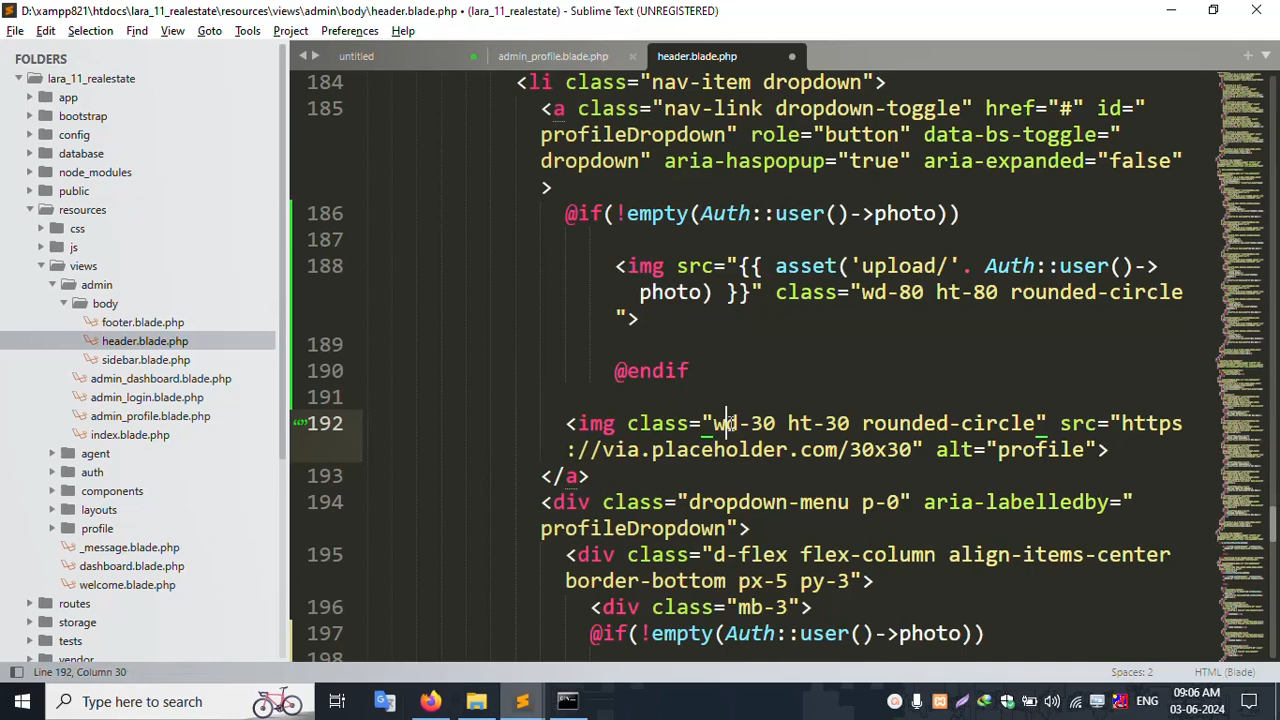 D:\xampp821\htdocs\lara_11_realestate\resources\views\admin\body\header.blade.php • (lara_11_realestate) - Sublime Text (UNREGISTERED)
File Edit Selection Find View Goto Tools Project Preferences Help
FOLDERS
lara_11_realestate
app
bootstrap
config
database
node_modules
public
resources
css
js
views
admin
body
footer.blade.php
header.blade.php
sidebar.blade.php
admin_dashboard.blade.php
admin_login.blade.php
admin_profile.blade.php
index.blade.php
agent
auth
components
layouts
profile
_message.blade.php
dashboard.blade.php
welcome.blade.php
routes
storage
tests
vendor
untitled admin_profile.blade.php header.blade.php
184 <li class="nav-item dropdown">
185 <a class="nav-link dropdown-toggle" href="#" id="
profileDropdown" role="button" data-bs-toggle="
dropdown" aria-haspopup="true" aria-expanded="false"
>
186 @if(!empty(Auth::user()->photo))
187
188 <img src="{{ asset('upload/'. Auth::user()->
photo) }}" class="wd-80 ht-80 rounded-circle
">
189
190 @endif
191
192 <img class="wd-30 ht-30 rounded-circle" src="https
://via.placeholder.com/30x30" alt="profile">
193 </a>
194 <div class="dropdown-menu p-0" aria-labelledby="
profileDropdown">
195 <div class="d-flex flex-column align-items-center
border-bottom px-5 py-3">
196 <div class="mb-3">
197 @if(!empty(Auth::user()->photo))
198
Line 192, Column 30 Spaces: 2 HTML (Blade)
Type here to search
ENG
09:06 AM
03-06-2024